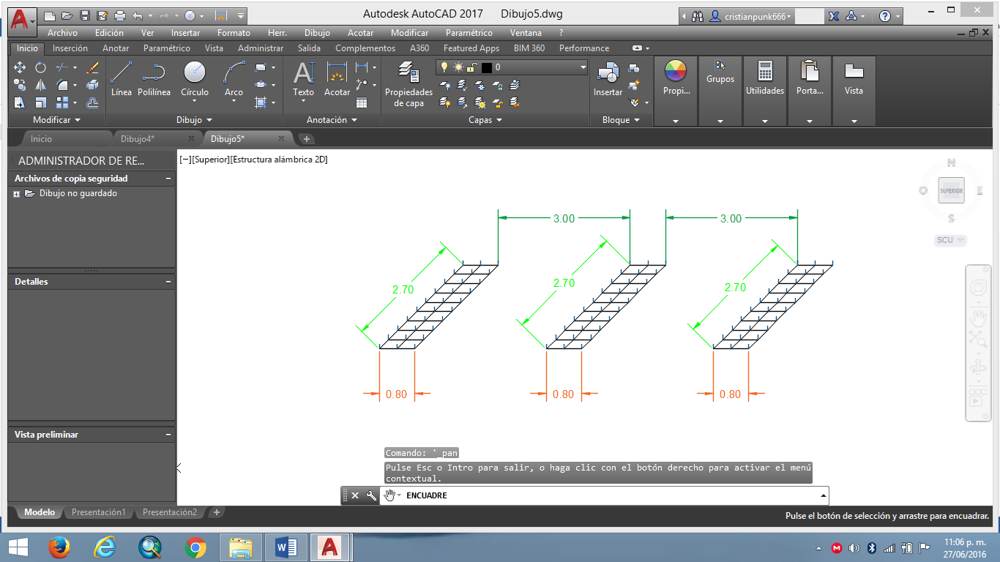 Autodesk AutoCAD 2017 Dibujo5.dwg
cristianpunk666
Archivo Edición Ver Insertar Formato Herr. Dibujo Acotar Modificar Paramétrico Ventana ?
Inicio Inserción Anotar Paramétrico Vista Administrar Salida Complementos A360 Featured Apps BIM 360 Performance
0
Línea Polilínea Círculo Arco Texto Acotar Propiedades de capa Insertar Propi... Grupos Utilidades Porta... Vista
Modificar Dibujo Anotación Capas Bloque
Inicio Dibujo4* Dibujo5*
ADMINISTRADOR DE RE...
[−][Superior][Estructura alámbrica 2D]
Archivos de copia seguridad
Dibujo no guardado
Detalles
Vista preliminar
N
O SUPERIOR E
S
SCU
3.00 3.00
2.70 2.70 2.70
0.80 0.80 0.80
Comando: '_pan
Pulse Esc o Intro para salir, o haga clic con el botón derecho para activar el menú
contextual.
ENCUADRE
Modelo Presentación1 Presentación2
Pulse el botón de selección y arrastre para encuadrar.
11:06 p. m.
27/06/2016